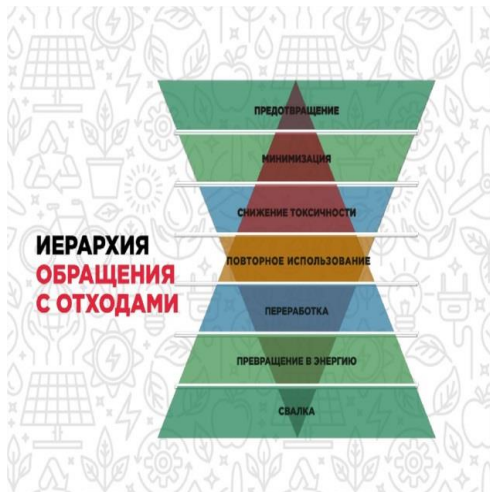 ПРЕДОТВРАЩЕНИЕ
МИНИМИЗАЦИЯ
СНИЖЕНИЕ ТОКСИЧНОСТИ
ИЕРАРХИЯ
ОБРАЩЕНИЯ
С ОТХОДАМИ
ПОВТОРНОЕ ИСПОЛЬЗОВАНИЕ
ПЕРЕРАБОТКА
ПРЕВРАЩЕНИЕ В ЭНЕРГИЮ
СВАЛКА